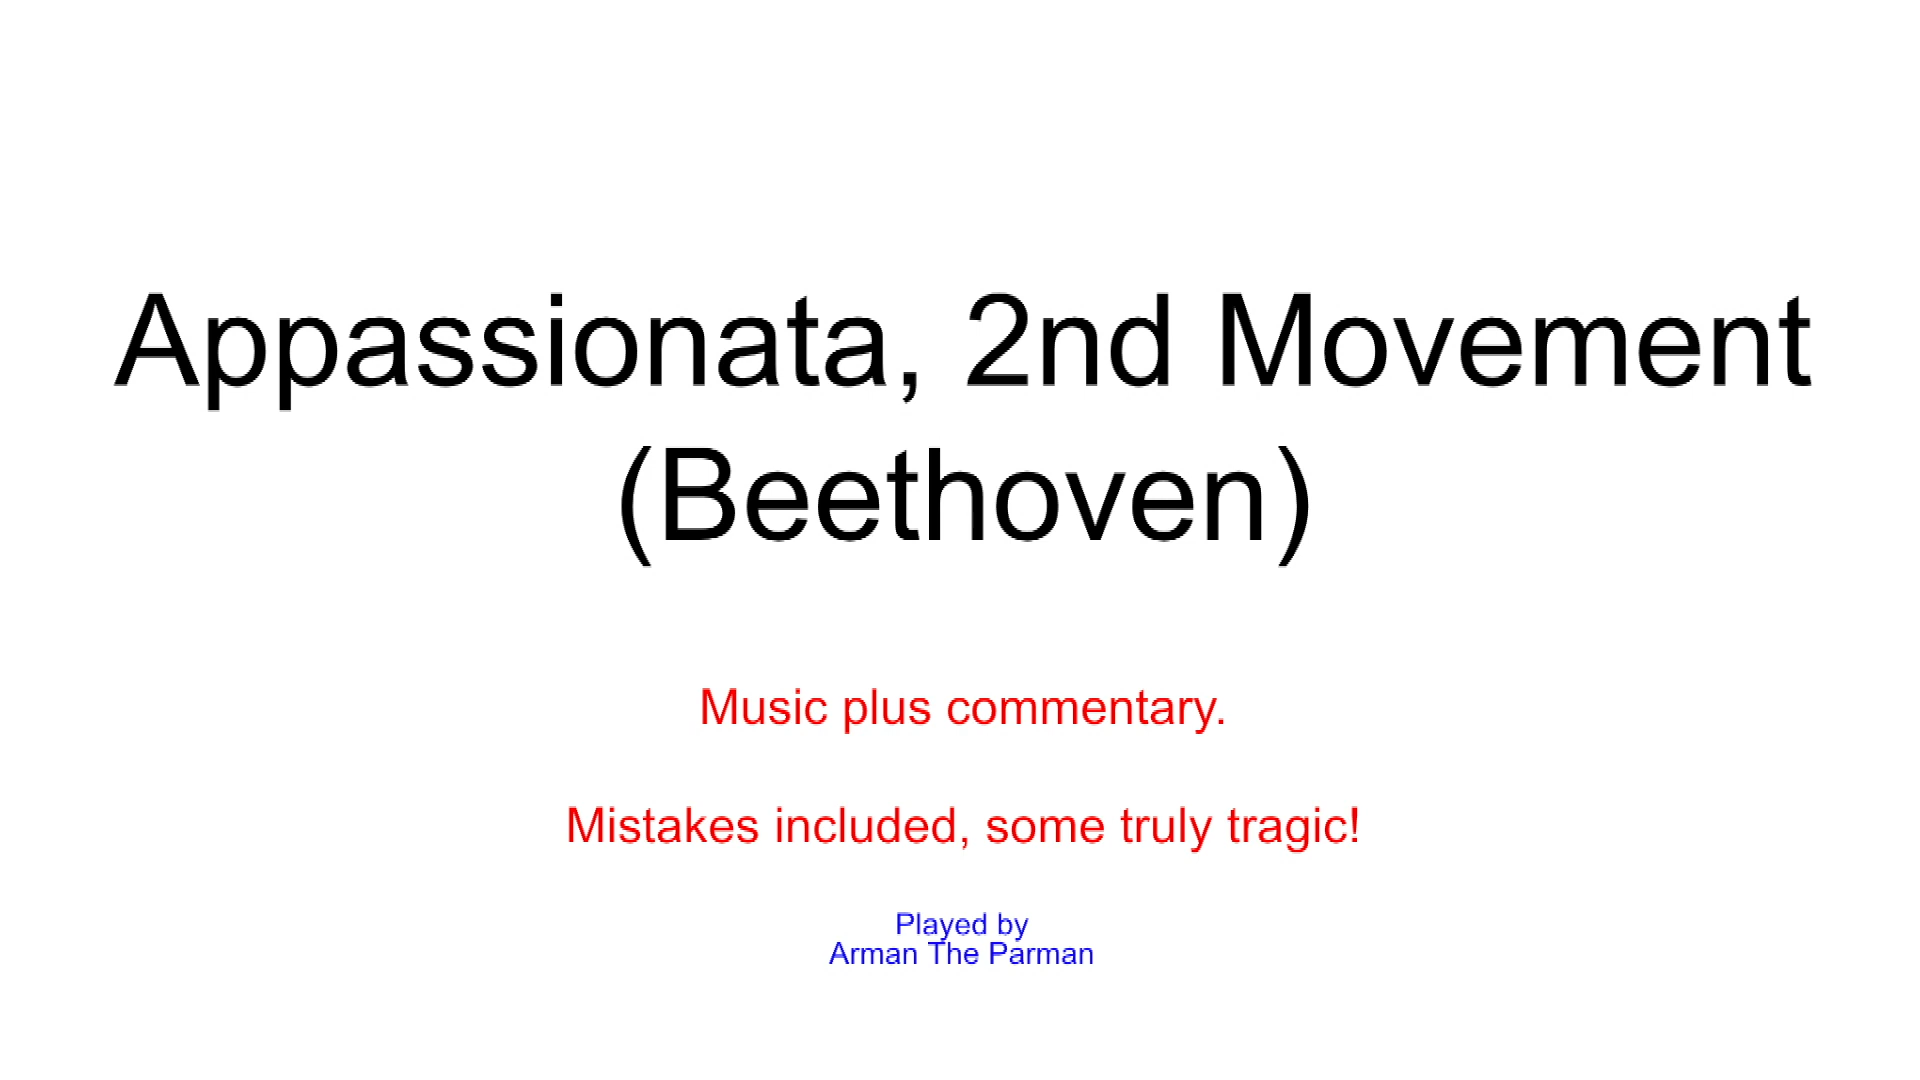 Appassionata, 2nd Movement
(Beethoven)
Music plus commentary.
Mistakes included, some truly tragic!
Played by
Arman The Parman